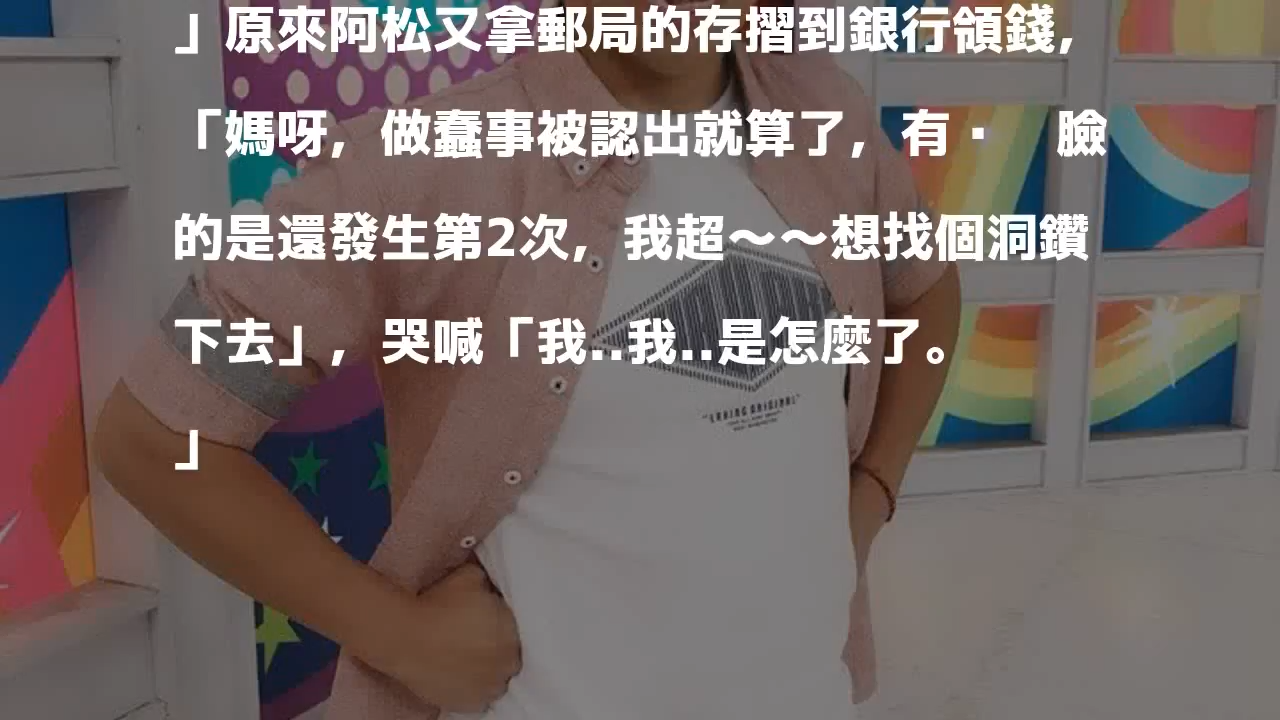 」原來阿松又拿郵局的存摺到銀行領錢，
「媽呀，做蠢事被認出就算了，有·　臉
的是還發生第2次，我超～～想找個洞鑽
下去」，哭喊「我..我..是怎麼了。
」